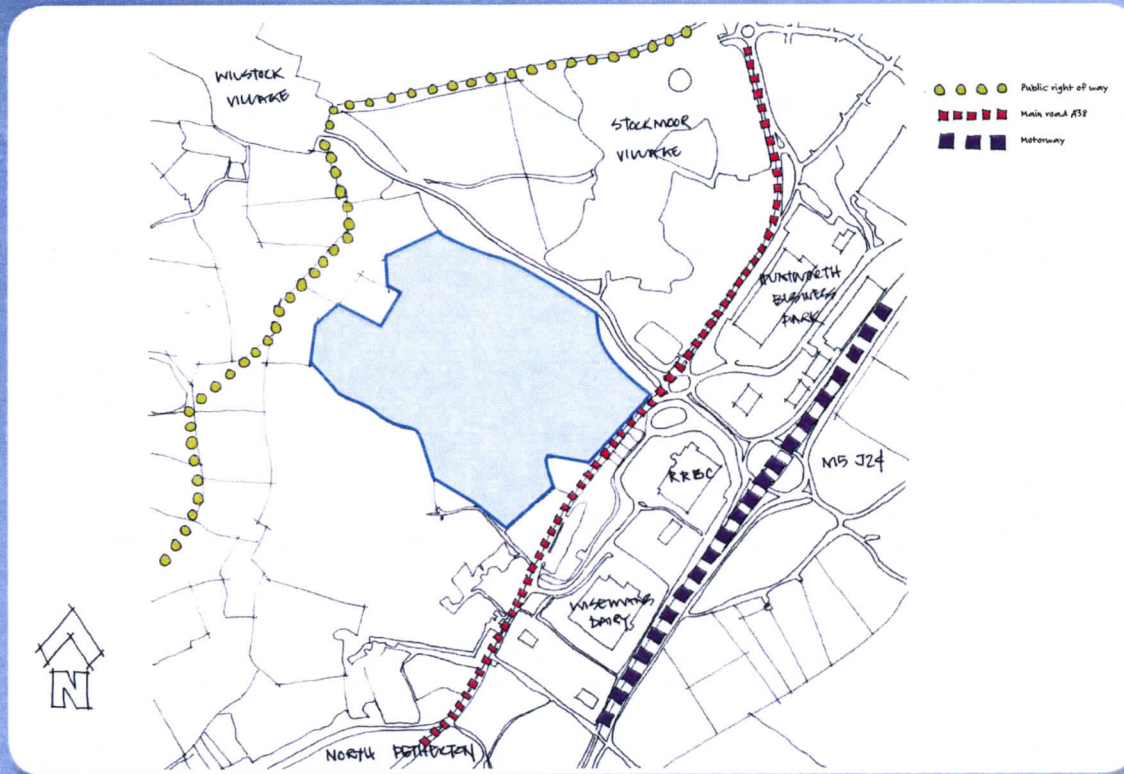 WILSTOCK
VILLAGE
STOCKMOOR
VILLAGE
Public right of way
Main road A38
Motorway
HUNTWORTH
BUSINESS
PARK
M5 J24
RRBC
WISEMANS
DAIRY
N
NORTH PETHERTON